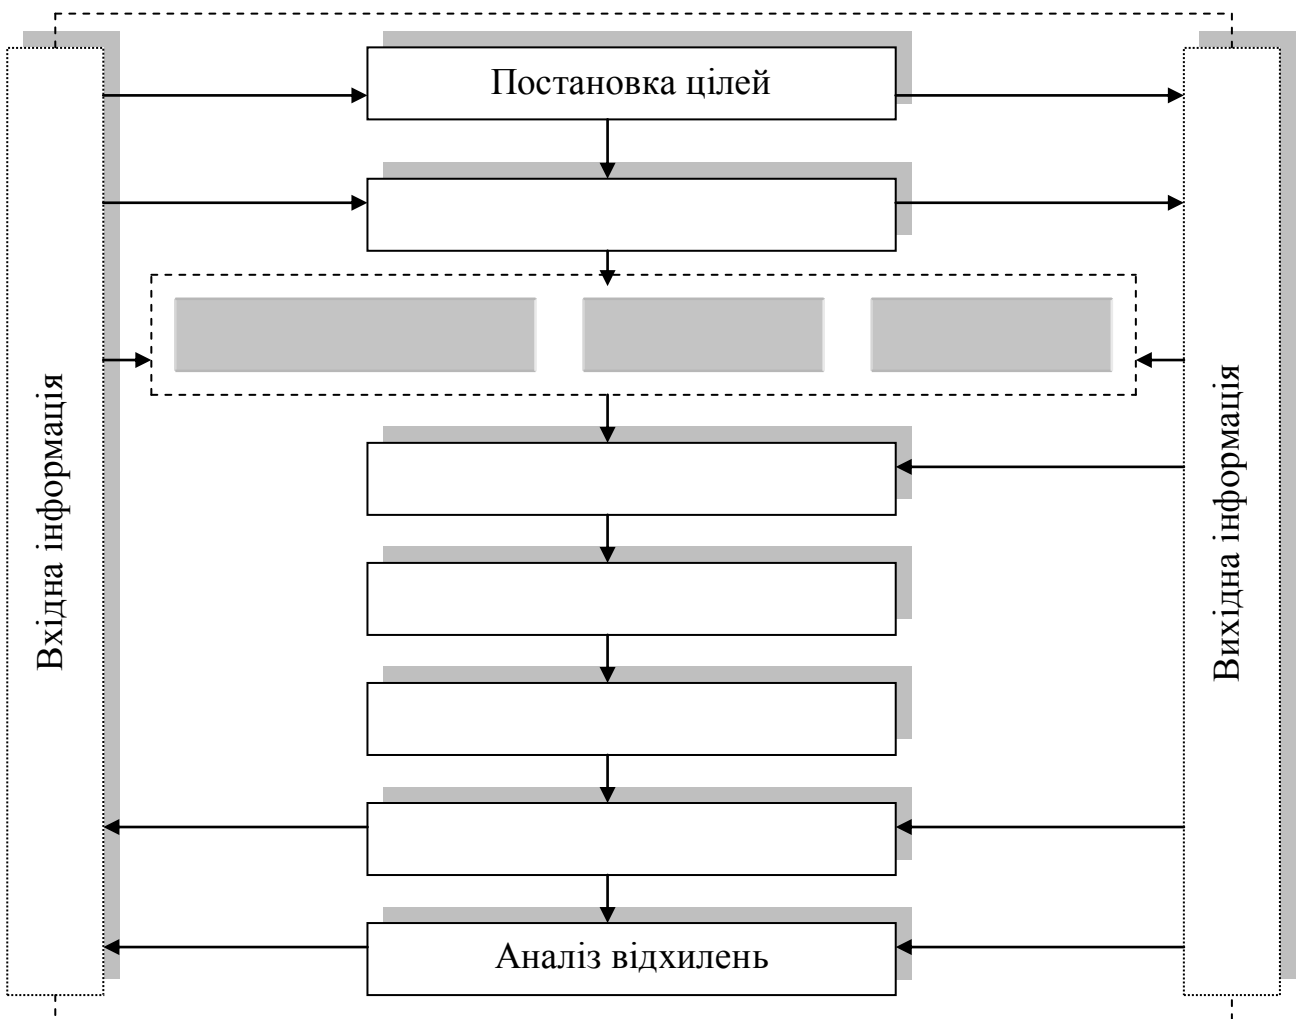 Постановка цілей
Вхідна інформація
Вихідна інформація
Аналіз відхилень